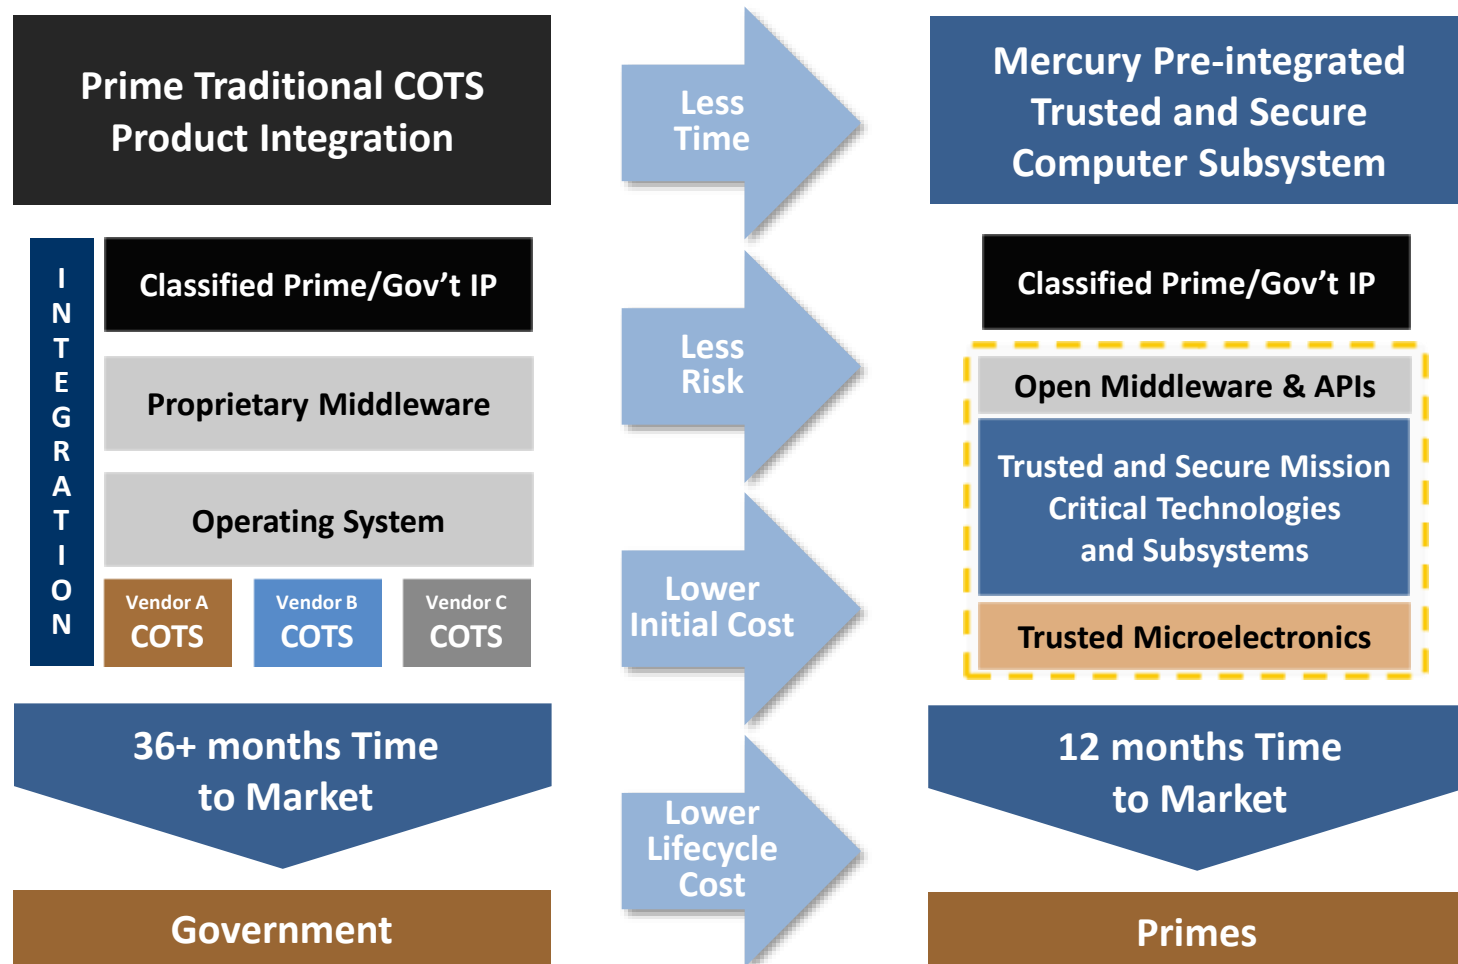 Prime Traditional COTS
Product Integration
INTEGRATION
Classified Prime/Gov’t IP
Proprietary Middleware
Operating System
Vendor A
COTS
Vendor B
COTS
Vendor C
COTS
36+ months Time
to Market
Government
Less
Time
Less
Risk
Lower
Initial Cost
Lower
Lifecycle
Cost
Mercury Pre-integrated
Trusted and Secure
Computer Subsystem
Classified Prime/Gov’t IP
Open Middleware & APIs
Trusted and Secure Mission
Critical Technologies
and Subsystems
Trusted Microelectronics
12 months Time
to Market
Primes